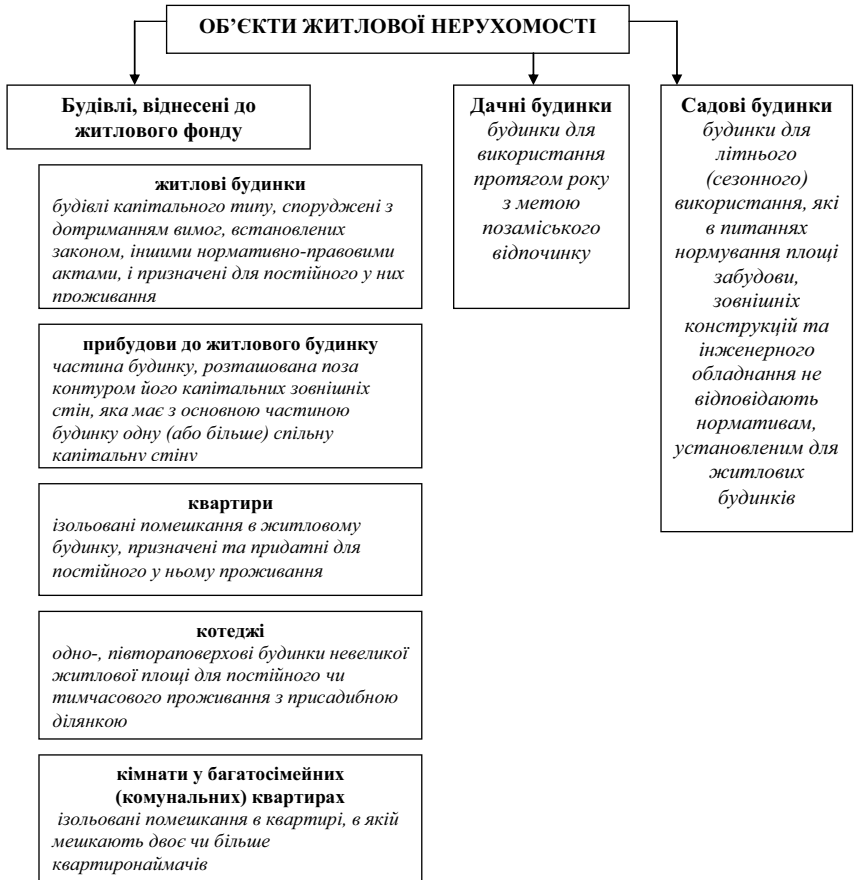 ОБ’ЄКТИ ЖИТЛОВОЇ НЕРУХОМОСТІ
Будівлі, віднесені до
житлового фонду
житлові будинки
будівлі капітального типу, споруджені з
дотриманням вимог, встановлених
законом, іншими нормативно-правовими
актами, і призначені для постійного у них
проживання
прибудови до житлового будинку
частина будинку, розташована поза
контуром його капітальних зовнішніх
стін, яка має з основною частиною
будинку одну (або більше) спільну
капітальну стіну
квартири
ізольовані помешкання в житловому
будинку, призначені та придатні для
постійного у ньому проживання
котеджі
одно-, півтораповерхові будинки невеликої
житлової площі для постійного чи
тимчасового проживання з присадибною
ділянкою
кімнати у багатосімейних
(комунальних) квартирах
ізольовані помешкання в квартирі, в якій
мешкають двоє чи більше
квартиронаймачів
Дачні будинки
будинки для
використання
протягом року
з метою
позаміського
відпочинку
Садові будинки
будинки для
літнього
(сезонного)
використання, які
в питаннях
нормування площі
забудови,
зовнішніх
конструкцій та
інженерного
обладнання не
відповідають
нормативам,
установленим для
житлових
будинків